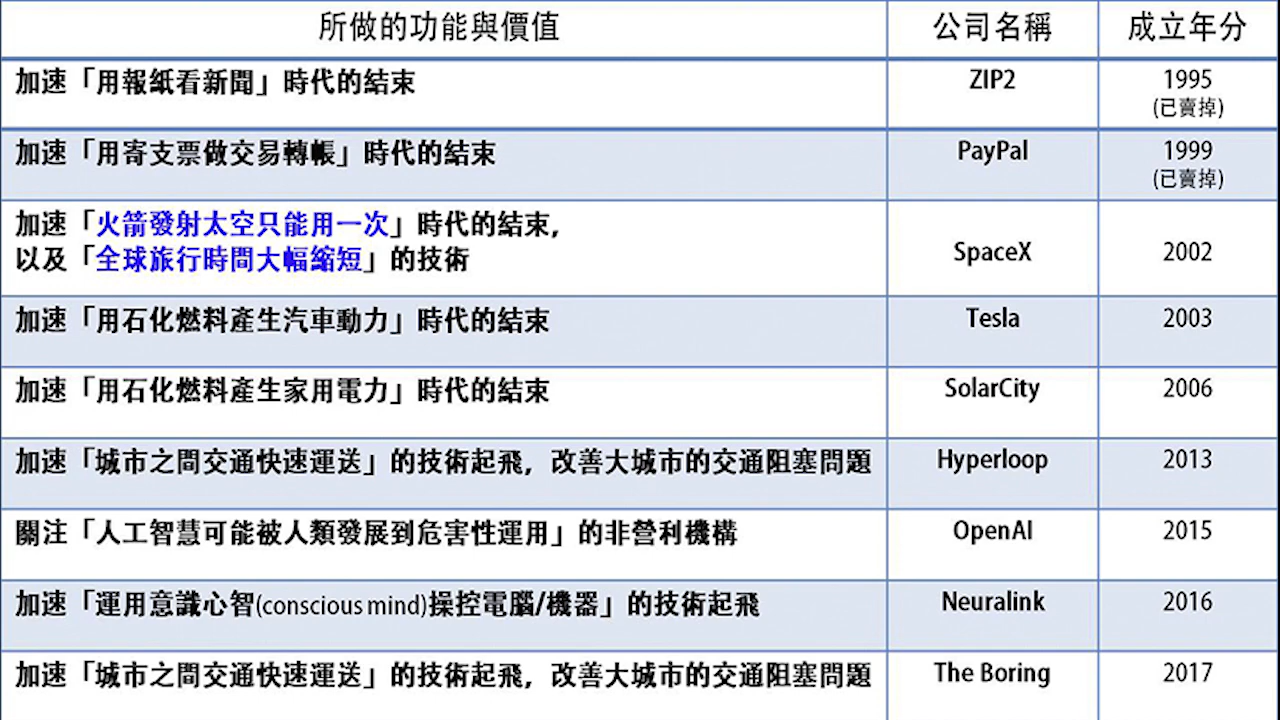 所做的功能與價值 公司名稱 成立年分
加速「用報紙看新聞」時代的結束 ZIP2 1995
(已賣掉)
加速「用寄支票做交易轉帳」時代的結束 PayPal 1999
(已賣掉)
加速「火箭發射太空只能用一次」時代的結束,
以及「全球旅行時間大幅縮短」的技術 SpaceX 2002
加速「用石化燃料產生汽車動力」時代的結束 Tesla 2003
加速「用石化燃料產生家用電力」時代的結束 SolarCity 2006
加速「城市之間交通快速運送」的技術起飛，改善大城市的交通阻塞問題 Hyperloop 2013
關注「人工智慧可能被人類發展到危害性運用」的非營利機構 OpenAI 2015
加速「運用意識心智(conscious mind)操控電腦/機器」的技術起飛 Neuralink 2016
加速「城市之間交通快速運送」的技術起飛，改善大城市的交通阻塞問題 The Boring 2017